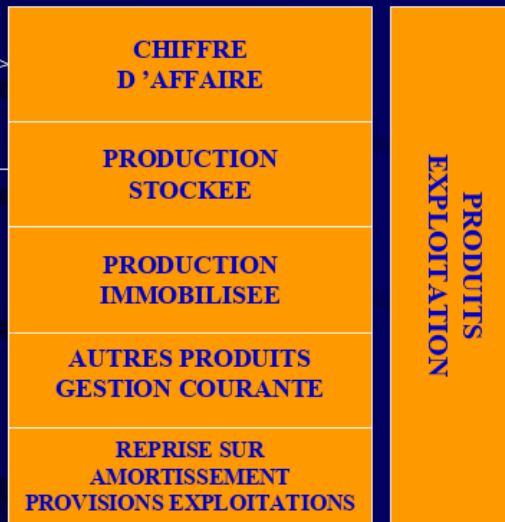 CHIFFRE
D ’AFFAIRE
PRODUCTION
STOCKEE
PRODUCTION
IMMOBILISEE
AUTRES PRODUITS
GESTION COURANTE
REPRISE SUR
AMORTISSEMENT
PROVISIONS EXPLOITATIONS
PRODUITS
EXPLOITATION